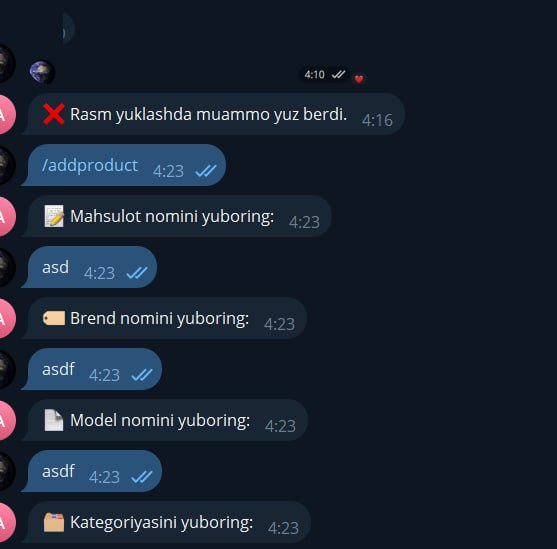 4:10
❌ Rasm yuklashda muammo yuz berdi. 4:16
/addproduct 4:23
📝 Mahsulot nomini yuboring: 4:23
asd 4:23
🏷️ Brend nomini yuboring: 4:23
asdf 4:23
📄 Model nomini yuboring: 4:23
asdf 4:23
🗂️ Kategoriyasini yuboring: 4:23